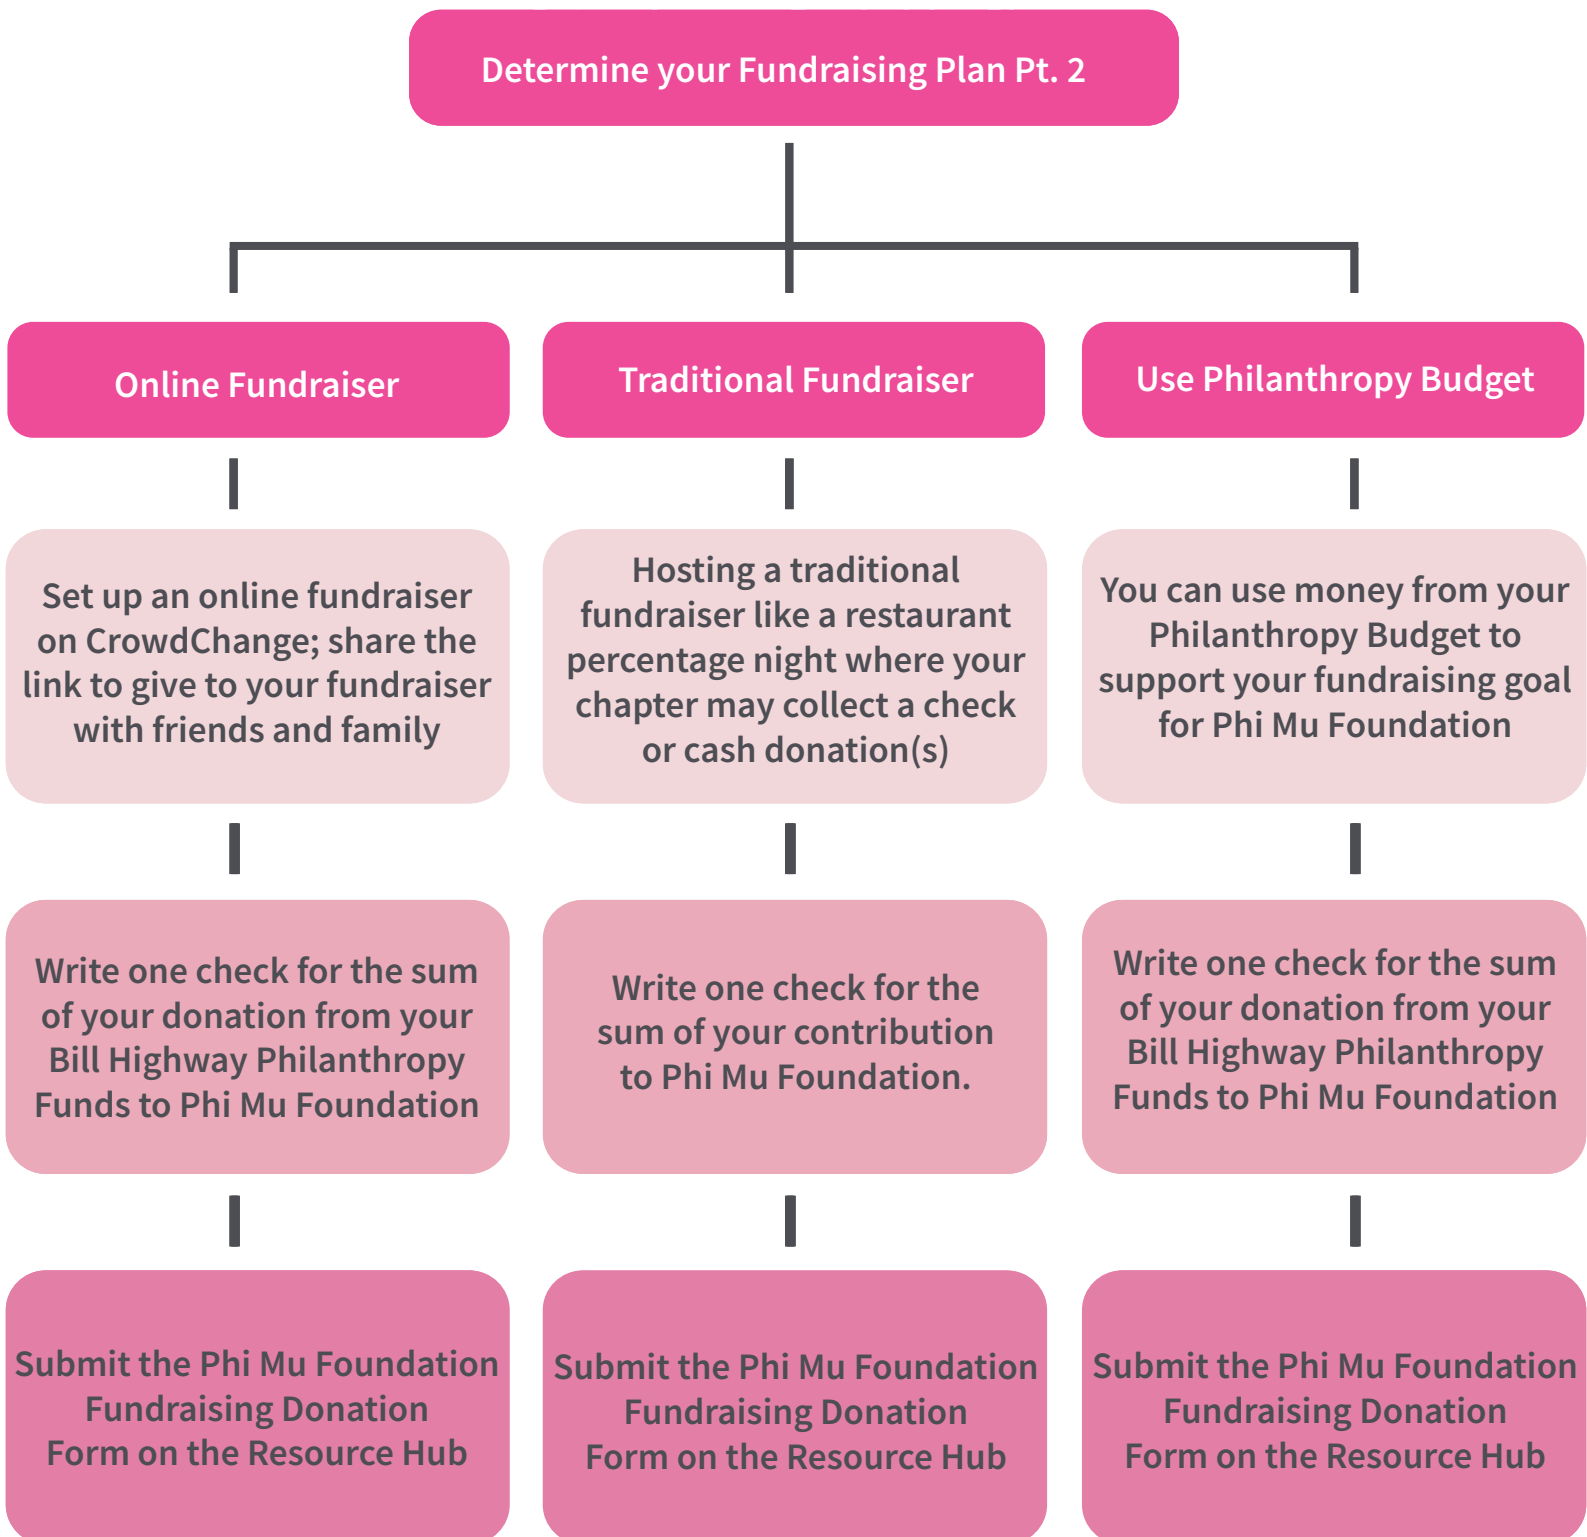 Determine your Fundraising Plan Pt. 2
Online Fundraiser
Set up an online fundraiser
on CrowdChange; share the
link to give to your fundraiser
with friends and family
Write one check for the sum
of your donation from your
Bill Highway Philanthropy
Funds to Phi Mu Foundation
Submit the Phi Mu Foundation
Fundraising Donation
Form on the Resource Hub
Traditional Fundraiser
Hosting a traditional
fundraiser like a restaurant
percentage night where your
chapter may collect a check
or cash donation(s)
Write one check for the
sum of your contribution
to Phi Mu Foundation.
Submit the Phi Mu Foundation
Fundraising Donation
Form on the Resource Hub
Use Philanthropy Budget
You can use money from your
Philanthropy Budget to
support your fundraising goal
for Phi Mu Foundation
Write one check for the sum
of your donation from your
Bill Highway Philanthropy
Funds to Phi Mu Foundation
Submit the Phi Mu Foundation
Fundraising Donation
Form on the Resource Hub